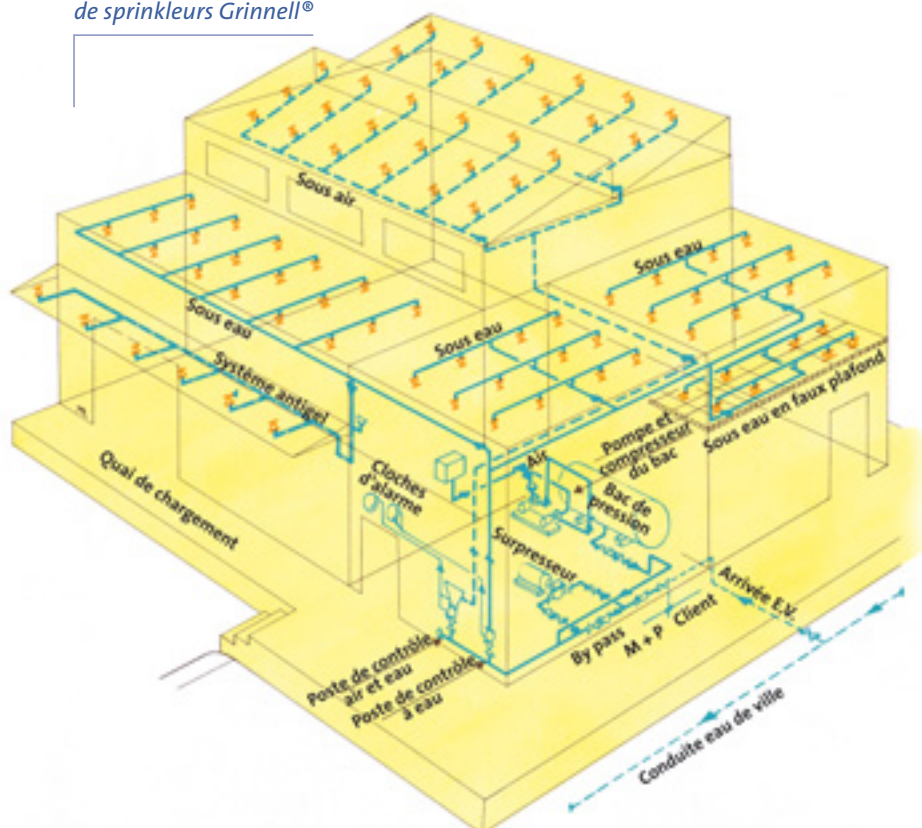 de sprinkleurs Grinnell®
Sous air
Sous eau
Sous eau
Sous eau
Système antigel
Sous eau en faux plafond
Pompe et
compresseur
du bac
Air
Bac de
pression
Cloches
d'alarme
Quai de chargement
Surpresseur
Arrivée E.V.
Client
M + P
By pass
Poste de contrôle
air et eau
Poste de contrôle
à eau
Conduite eau de ville